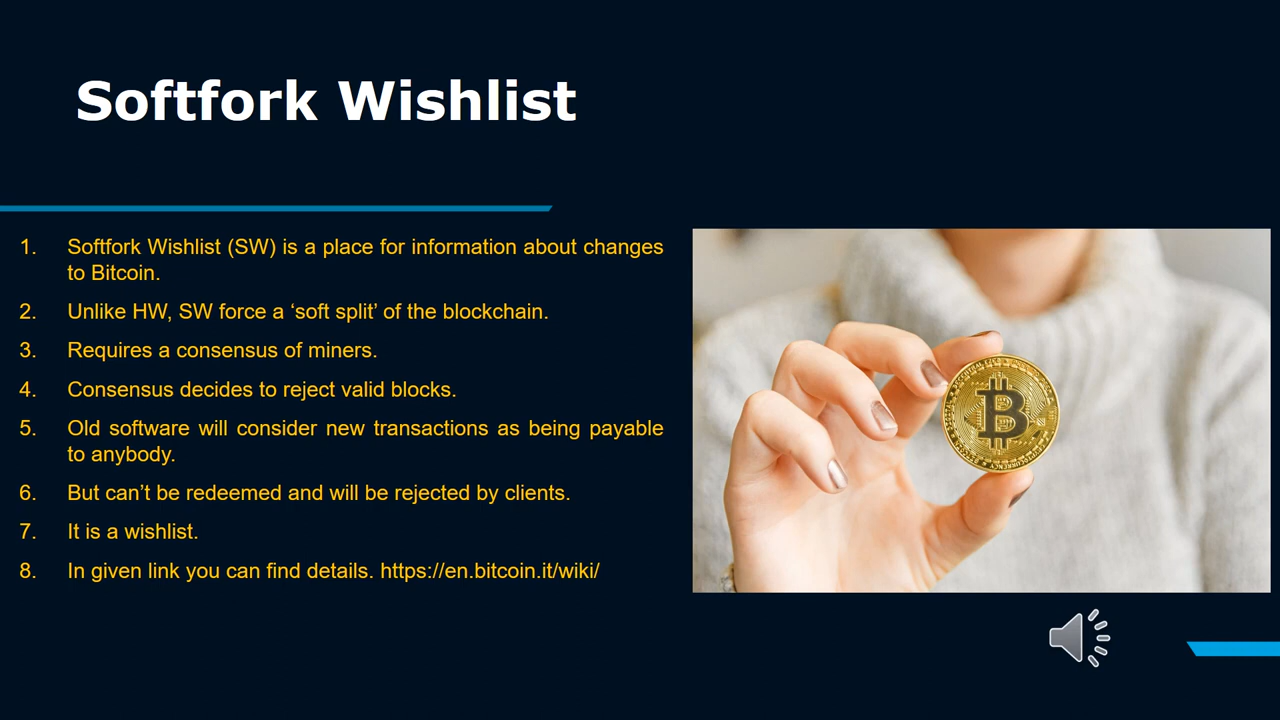 Softfork Wishlist
1. Softfork Wishlist (SW) is a place for information about changes
to Bitcoin.
2. Unlike HW, SW force a ‘soft split’ of the blockchain.
3. Requires a consensus of miners.
4. Consensus decides to reject valid blocks.
5. Old software will consider new transactions as being payable
to anybody.
6. But can’t be redeemed and will be rejected by clients.
7. It is a wishlist.
8. In given link you can find details. https://en.bitcoin.it/wiki/